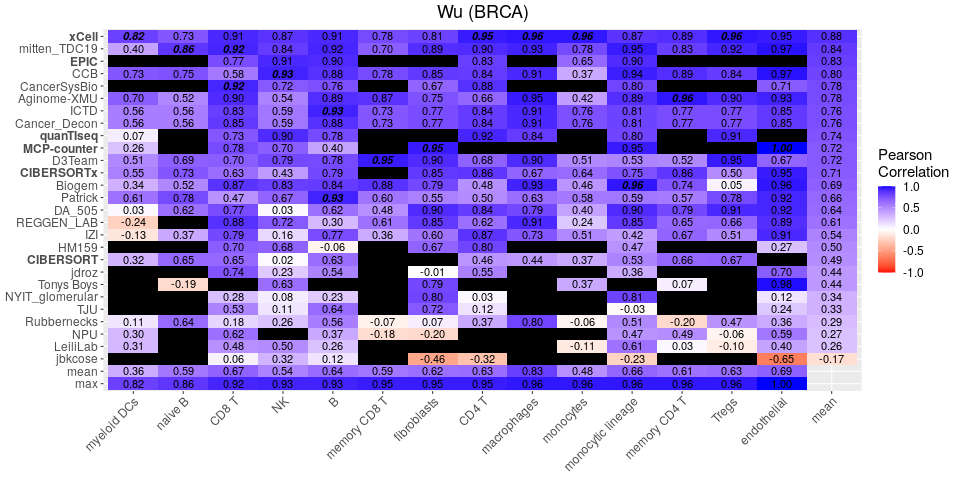 Wu (BRCA)
xCell 0.82 0.73 0.91 0.87 0.91 0.78 0.81 0.95 0.96 0.96 0.87 0.89 0.96 0.95 0.88
mitten_TDC19 0.40 0.86 0.92 0.84 0.92 0.70 0.89 0.90 0.93 0.78 0.95 0.83 0.92 0.97 0.84
EPIC 0.77 0.91 0.90 0.83 0.65 0.90 0.83
CCB 0.73 0.75 0.58 0.93 0.88 0.78 0.85 0.84 0.91 0.37 0.94 0.89 0.84 0.97 0.80
CancerSysBio 0.92 0.72 0.76 0.67 0.88 0.80 0.71 0.78
Aginome-XMU 0.70 0.52 0.90 0.54 0.89 0.87 0.75 0.66 0.95 0.42 0.89 0.96 0.90 0.93 0.78
ICTD 0.56 0.56 0.83 0.59 0.93 0.73 0.77 0.84 0.91 0.76 0.81 0.77 0.77 0.85 0.76
Cancer_Decon 0.56 0.56 0.85 0.59 0.88 0.73 0.77 0.84 0.91 0.76 0.81 0.77 0.77 0.85 0.76
quanTIseq 0.07 0.73 0.90 0.78 0.92 0.84 0.80 0.91 0.74
MCP-counter 0.26 0.78 0.70 0.40 0.95 0.95 1.00 0.72
D3Team 0.51 0.69 0.70 0.79 0.78 0.95 0.90 0.68 0.90 0.51 0.53 0.52 0.95 0.67 0.72
CIBERSORTx 0.55 0.73 0.63 0.43 0.79 0.85 0.86 0.67 0.64 0.75 0.86 0.50 0.95 0.71
Biogem 0.34 0.52 0.87 0.83 0.84 0.88 0.79 0.48 0.93 0.46 0.96 0.74 0.05 0.96 0.69
Patrick 0.61 0.78 0.47 0.67 0.93 0.60 0.55 0.50 0.63 0.58 0.59 0.57 0.78 0.92 0.66
DA_505 0.03 0.62 0.77 0.03 0.62 0.48 0.90 0.64 0.79 0.40 0.90 0.79 0.91 0.92 0.64
REGGEN_LAB -0.24 0.88 0.72 0.30 0.61 0.85 0.62 0.91 0.24 0.85 0.65 0.66 0.89 0.61
IZI -0.13 0.37 0.79 0.16 0.77 0.36 0.60 0.87 0.73 0.51 0.42 0.67 0.51 0.91 0.54
HM159 0.70 0.68 -0.06 0.67 0.80 0.47 0.27 0.50
CIBERSORT 0.32 0.65 0.65 0.02 0.63 0.46 0.44 0.37 0.53 0.66 0.67 0.49
jdroz 0.74 0.23 0.54 -0.01 0.55 0.36 0.70 0.44
Tonys Boys -0.19 0.63 0.79 0.37 0.07 0.98 0.44
NYIT_glomerular 0.28 0.08 0.23 0.80 0.03 0.81 0.12 0.34
TJU 0.53 0.11 0.64 0.72 0.12 -0.03 0.24 0.33
Rubbernecks 0.11 0.64 0.18 0.26 0.56 -0.07 0.07 0.37 0.80 -0.06 0.51 -0.20 0.47 0.36 0.29
NPU 0.30 0.62 0.37 -0.18 -0.20 0.47 0.49 -0.06 0.59 0.27
LeiliLab 0.31 0.48 0.50 0.26 -0.11 0.61 0.03 -0.10 0.40 0.26
jbkcose 0.06 0.32 0.12 -0.46 -0.32 -0.23 -0.65 -0.17
mean 0.36 0.59 0.67 0.54 0.64 0.59 0.62 0.63 0.83 0.48 0.66 0.61 0.63 0.69
max 0.82 0.86 0.92 0.93 0.93 0.95 0.95 0.95 0.96 0.96 0.96 0.96 0.96 1.00
myeloid DCs
naive B
CD8 T
NK
B
memory CD8 T
fibroblasts
CD4 T
macrophages
monocytes
monocytic lineage
memory CD4 T
Tregs
endothelial
mean
Pearson
Correlation
1.0
0.5
0.0
-0.5
-1.0